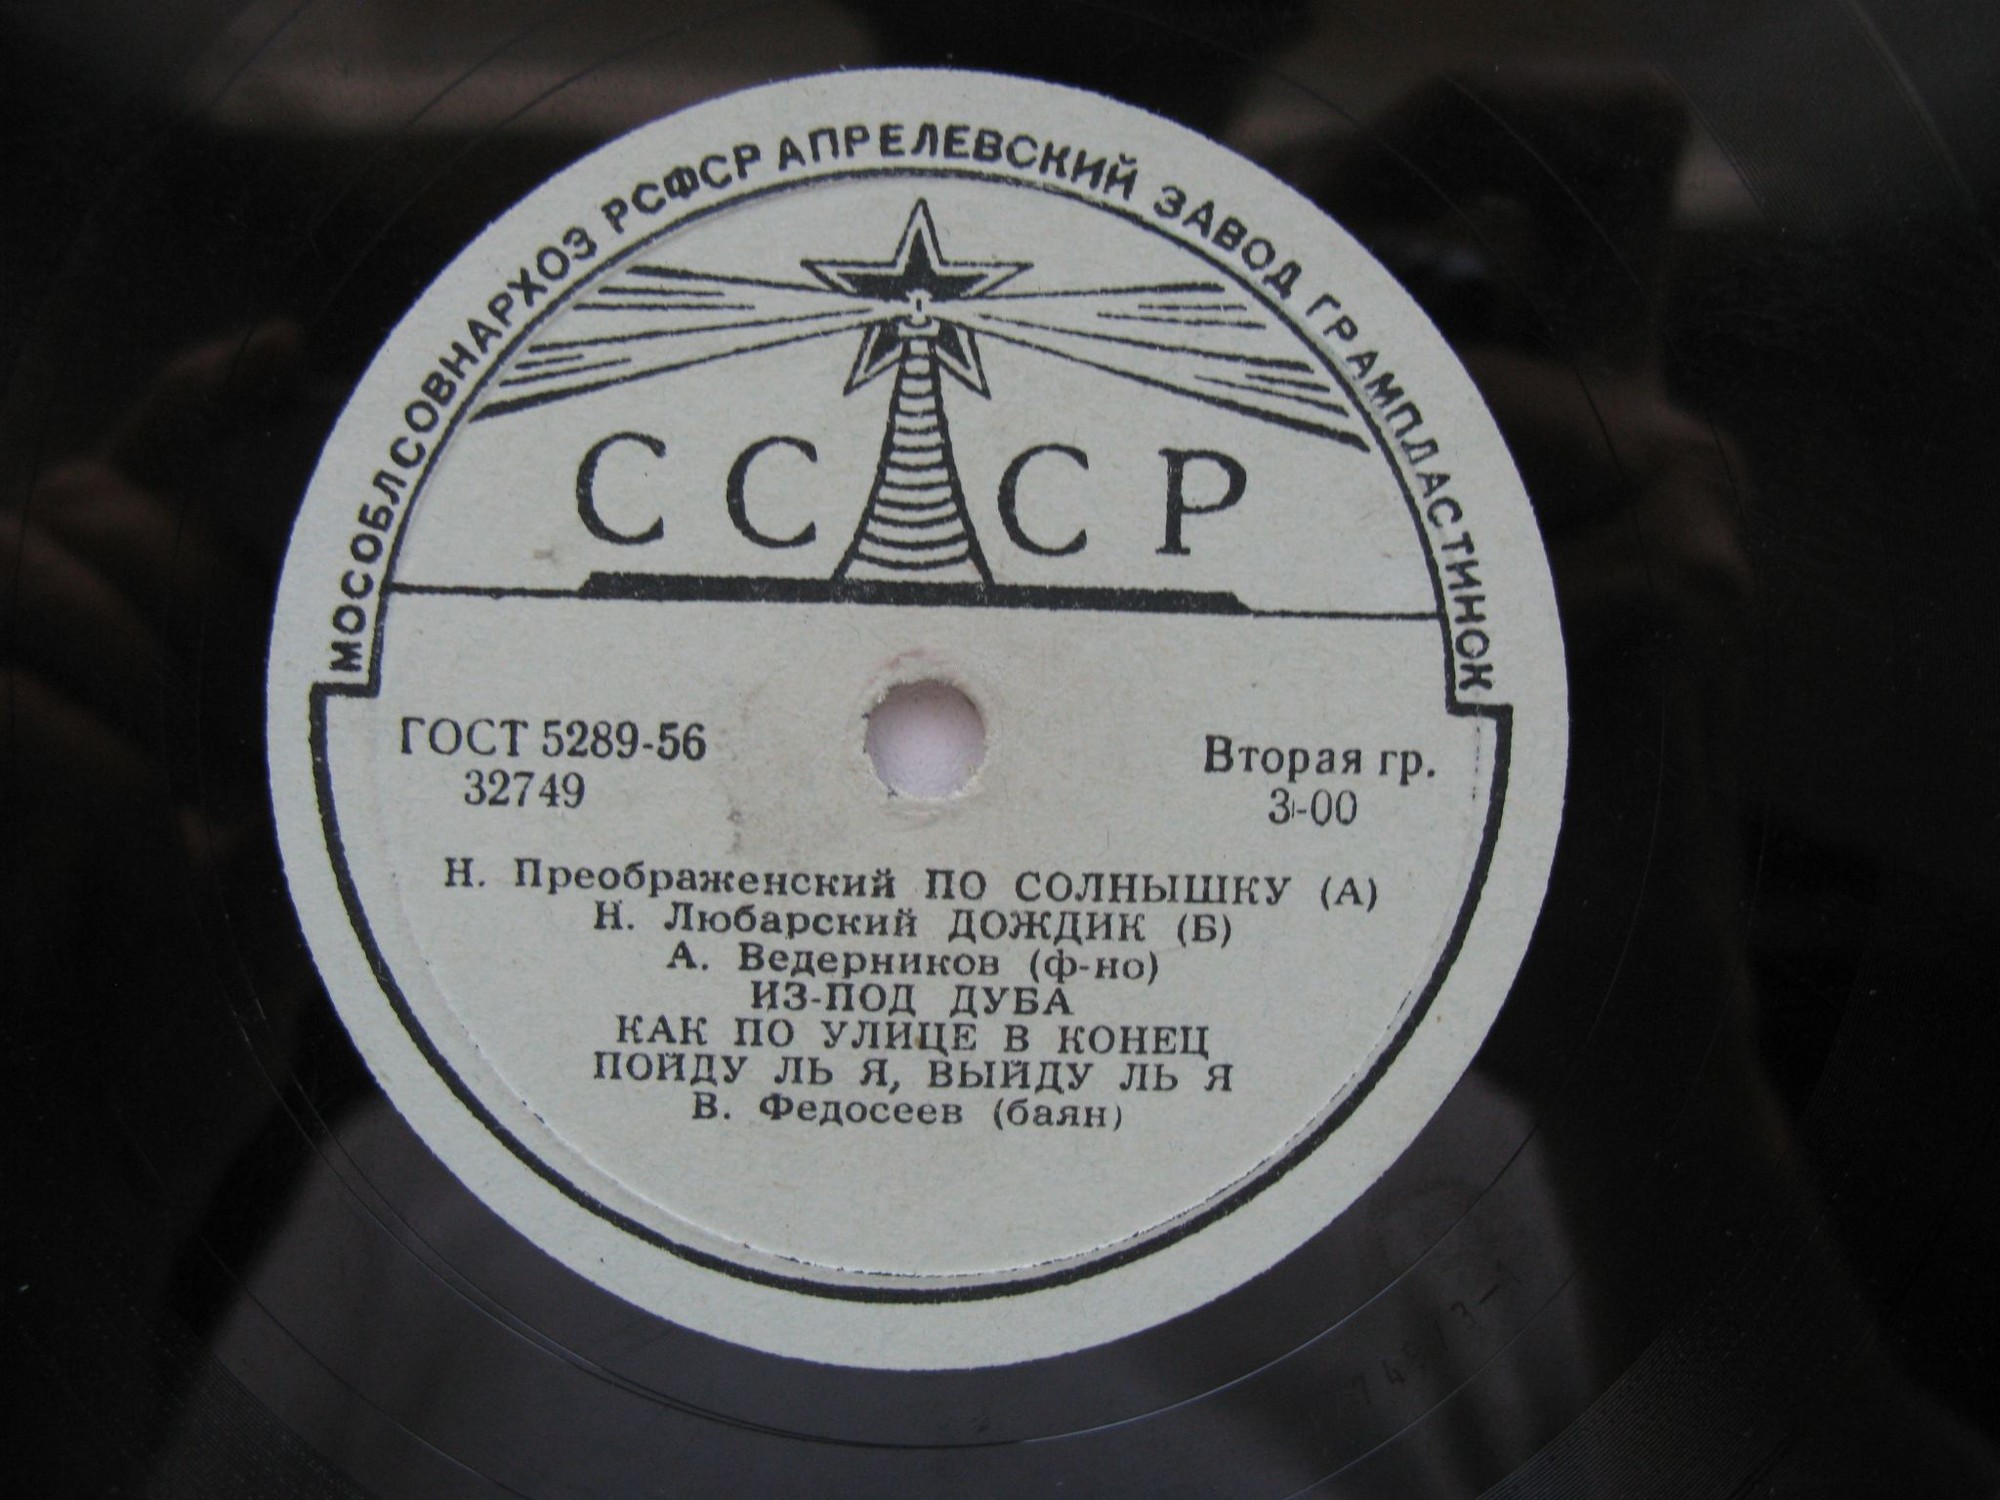 МОСОБЛСОВНАРХОЗ РСФСР АПРЕЛЕВСКИЙ ЗАВОД ГРАМПЛАСТИНОК
СССР
ГОСТ 5289-56
32749
Вторая гр.
3-00
Н. Преображенский ПО СОЛНЫШКУ (А)
Н. Любарский ДОЖДИК (Б)
А. Ведерников (ф-но)
ИЗ-ПОД ДУБА
КАК ПО УЛИЦЕ В КОНЕЦ
ПОЙДУ ЛЬ Я, ВЫЙДУ ЛЬ Я
В. Федосеев (баян)